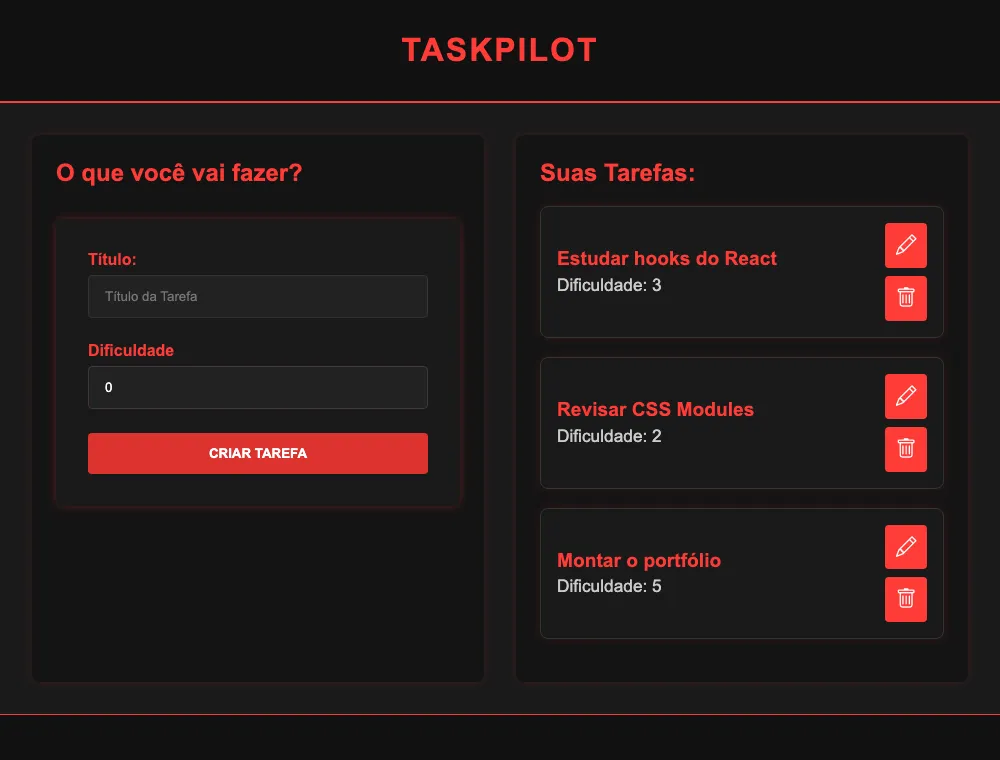 TASKPILOT
O que você vai fazer?
Título:
Título da Tarefa
Dificuldade
0
CRIAR TAREFA
Suas Tarefas:
Estudar hooks do React
Dificuldade: 3
Revisar CSS Modules
Dificuldade: 2
Montar o portfólio
Dificuldade: 5